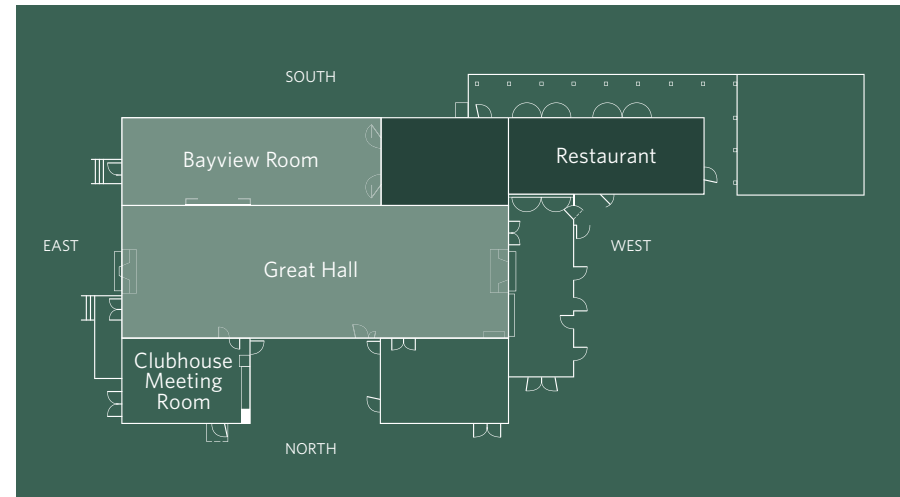 SOUTH
Bayview Room
Restaurant
EAST
WEST
Great Hall
Clubhouse
Meeting
Room
NORTH